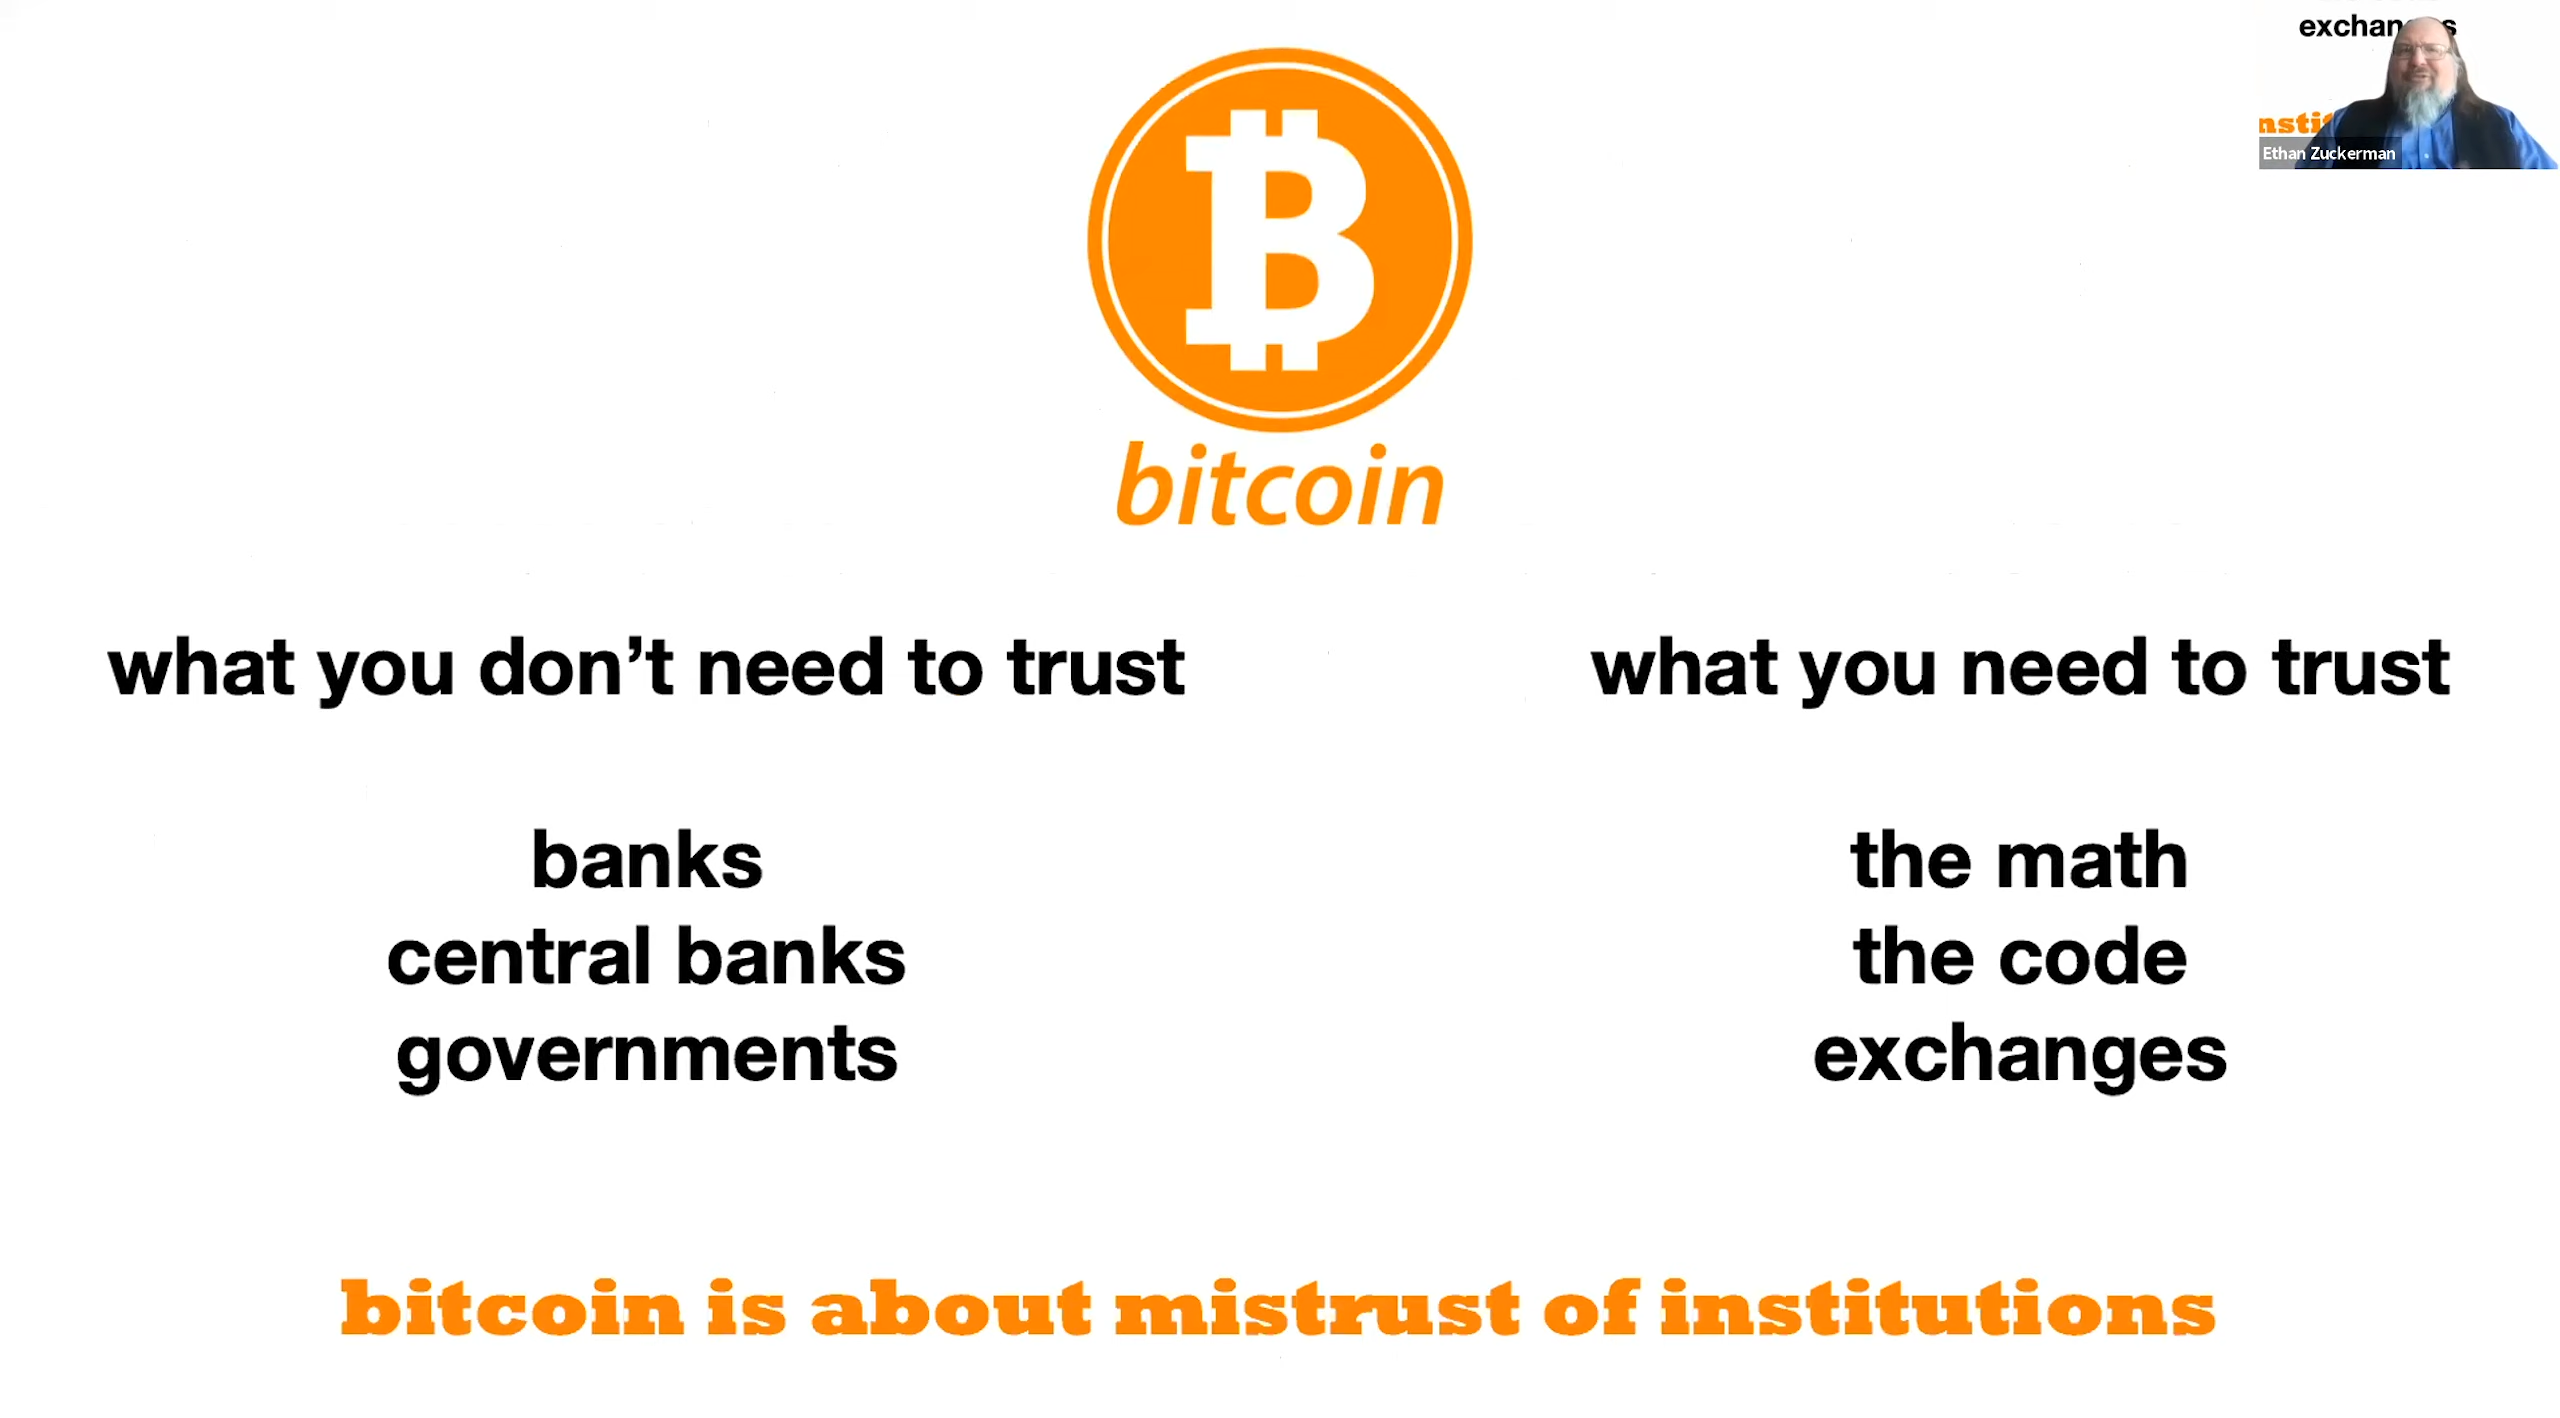 bitcoin
what you don’t need to trust
banks
central banks
governments
what you need to trust
the math
the code
exchanges
bitcoin is about mistrust of institutions
Ethan Zuckerman